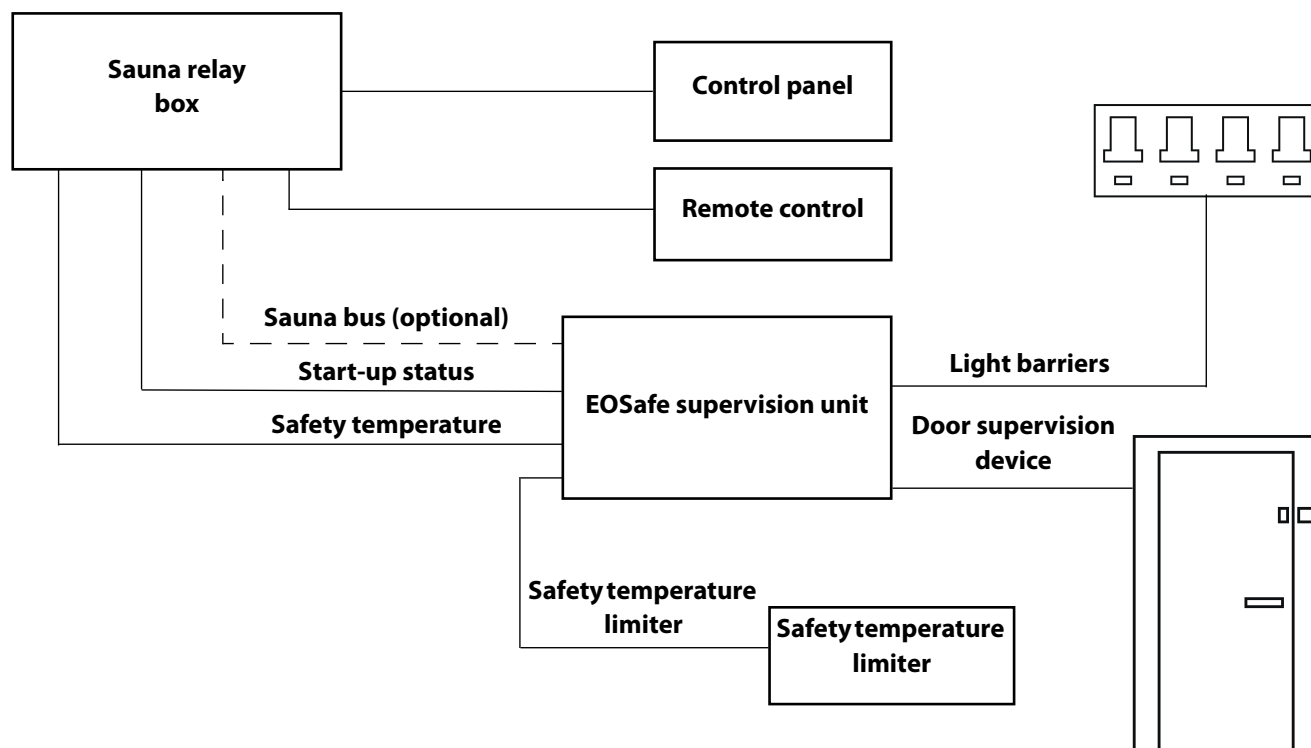 Sauna relay
box
Control panel
Remote control
Sauna bus (optional)
Start-up status
Safety temperature
EOSafe supervision unit
Light barriers
Door supervision
device
Safety temperature
limiter
Safety temperature
limiter